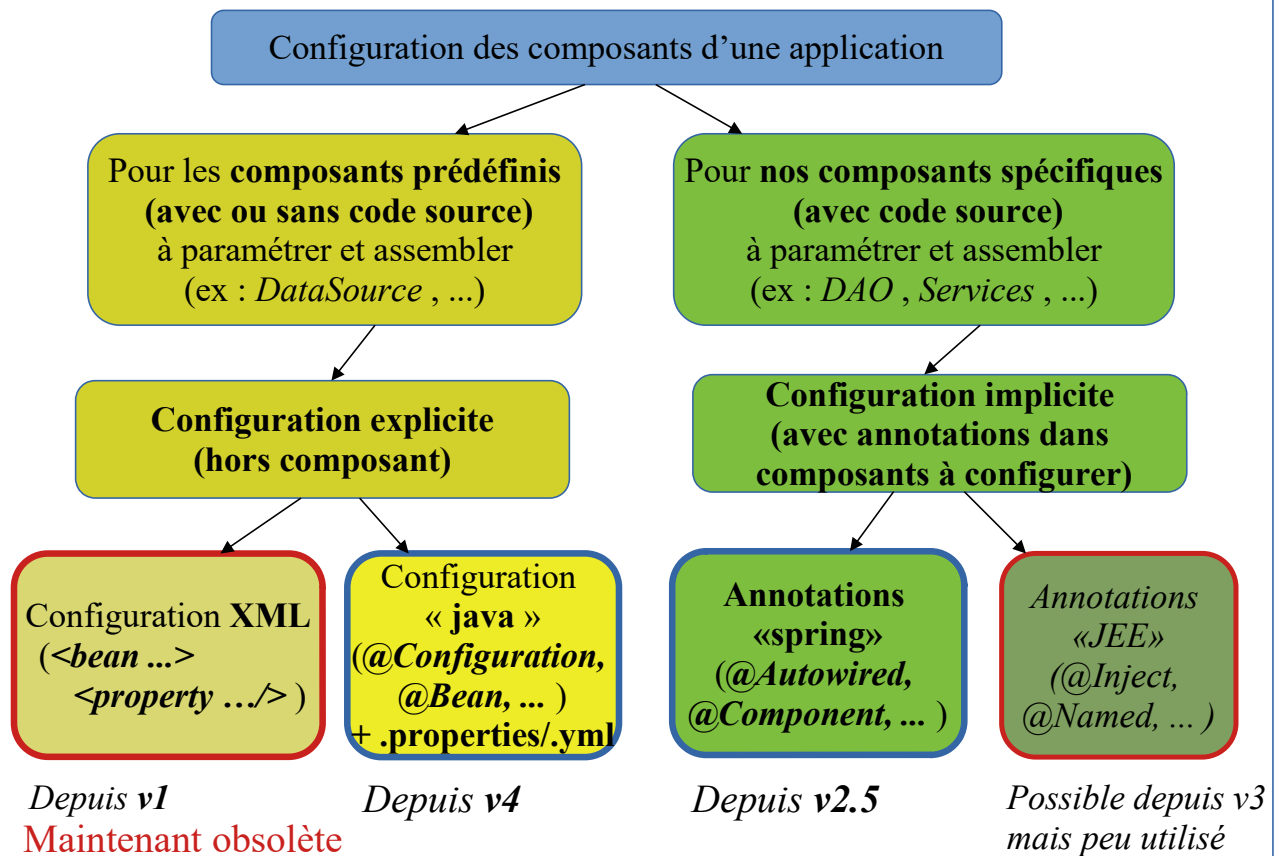 Configuration des composants d’une application
Pour les composants prédéfinis
(avec ou sans code source)
à paramétrer et assembler
(ex : DataSource , ...)
Pour nos composants spécifiques
(avec code source)
à paramétrer et assembler
(ex : DAO , Services , ...)
Configuration explicite
(hors composant)
Configuration implicite
(avec annotations dans
composants à configurer)
Configuration XML
(<bean ...>
<property .../> )
Configuration
« java »
(@Configuration,
@Bean, ... )
+ .properties/.yml
Annotations
«spring»
(@Autowired,
@Component, ... )
Annotations
«JEE»
(@Inject,
@Named, ... )
Depuis v1
Maintenant obsolète
Depuis v4
Depuis v2.5
Possible depuis v3
mais peu utilisé